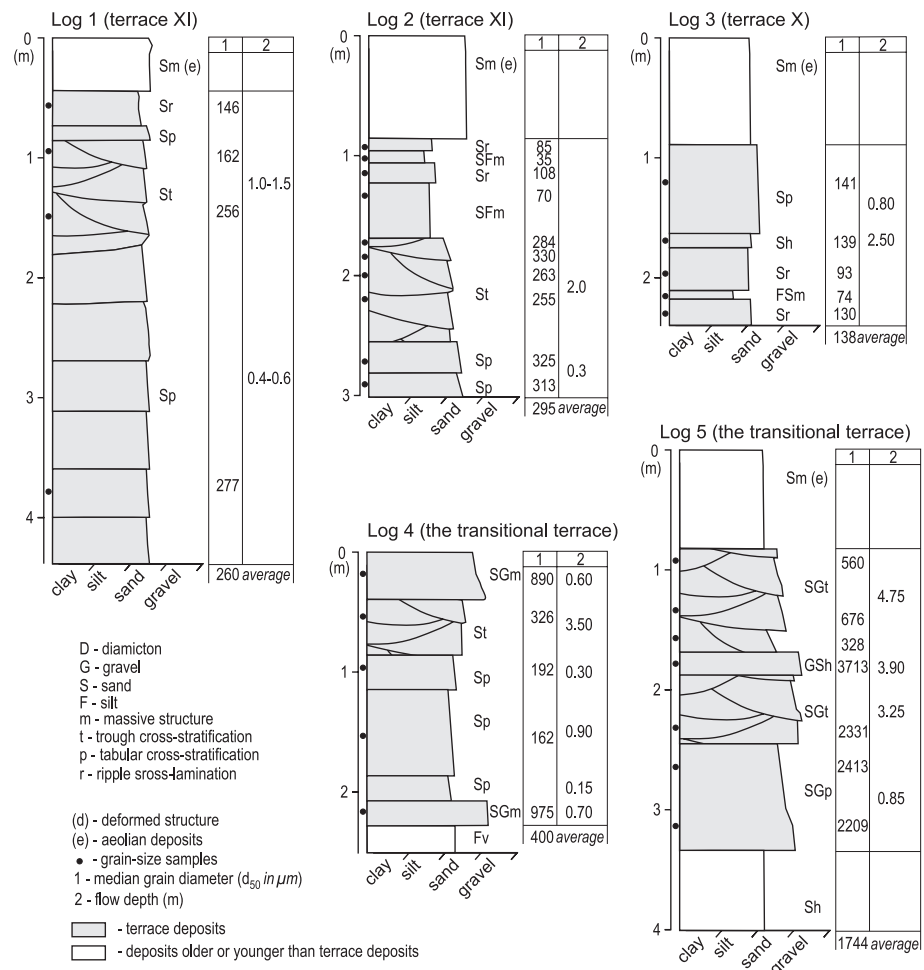 Log 1 (terrace XI)
0
(m)
1
3
4
1 2
Sm (e)
Sr 146
Sp
162
St 1.0-1.5
256
0.4-0.6
Sp
277
260 average
clay silt sand gravel
Log 2 (terrace XI)
0
(m)
1
2
3
1 2
Sm (e)
Sr 85
SFm 35
Sr 108
70
SFm
284
330
263
St 255 2.0
Sp 325 0.3
Sp 313
295 average
clay silt sand gravel
Log 3 (terrace X)
0
(m)
1
2
1 2
Sm (e)
Sp 141 0.80
Sh 139 2.50
Sr 93
FSm 74
Sr 130
138 average
clay silt sand gravel
Log 4 (the transitional terrace)
0
(m)
1
2
1 2
SGm 890 0.60
St 326 3.50
Sp 192 0.30
Sp 162 0.90
Sp 0.15
SGm 975 0.70
Fv 400 average
clay silt sand gravel
Log 5 (the transitional terrace)
0
(m)
1
2
3
4
1 2
Sm (e)
560
SGt 4.75
676
328
GSh 3713 3.90
SGt 3.25
2331
2413
SGp 0.85
2209
Sh
1744 average
clay silt sand gravel
D - diamicton
G - gravel
S - sand
F - silt
m - massive structure
t - trough cross-stratification
p - tabular cross-stratification
r - ripple sross-lamination
(d) - deformed structure
(e) - aeolian deposits
● - grain-size samples
1 - median grain diameter (d50 in μm)
2 - flow depth (m)
- terrace deposits
- deposits older or younger than terrace deposits